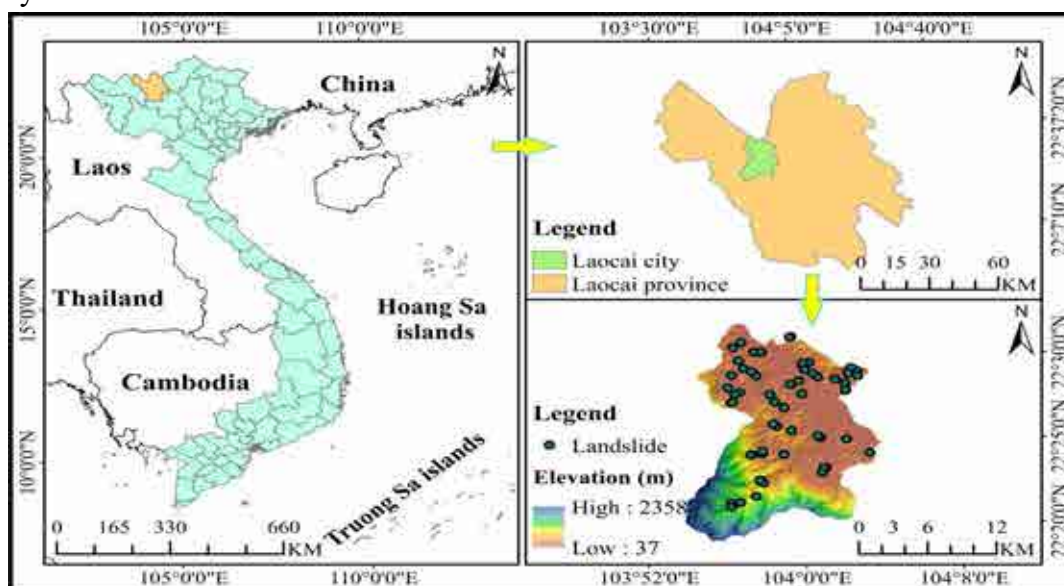 105°0'0"E 110°0'0"E
N
China
Laos
Thailand
Cambodia
Hoang Sa
islands
Truong Sa islands
20°0'0"N
15°0'0"N
10°0'0"N
0 165 330 660
KM
105°0'0"E 110°0'0"E
103°30'0"E 104°5'0"E 104°40'0"E
N
Legend
Laocai city
Laocai province
0 15 30 60
KM
N
Legend
Landslide
Elevation (m)
High : 2358
Low : 37
0 3 6 12
KM
103°52'0"E 104°0'0"E 104°8'0"E